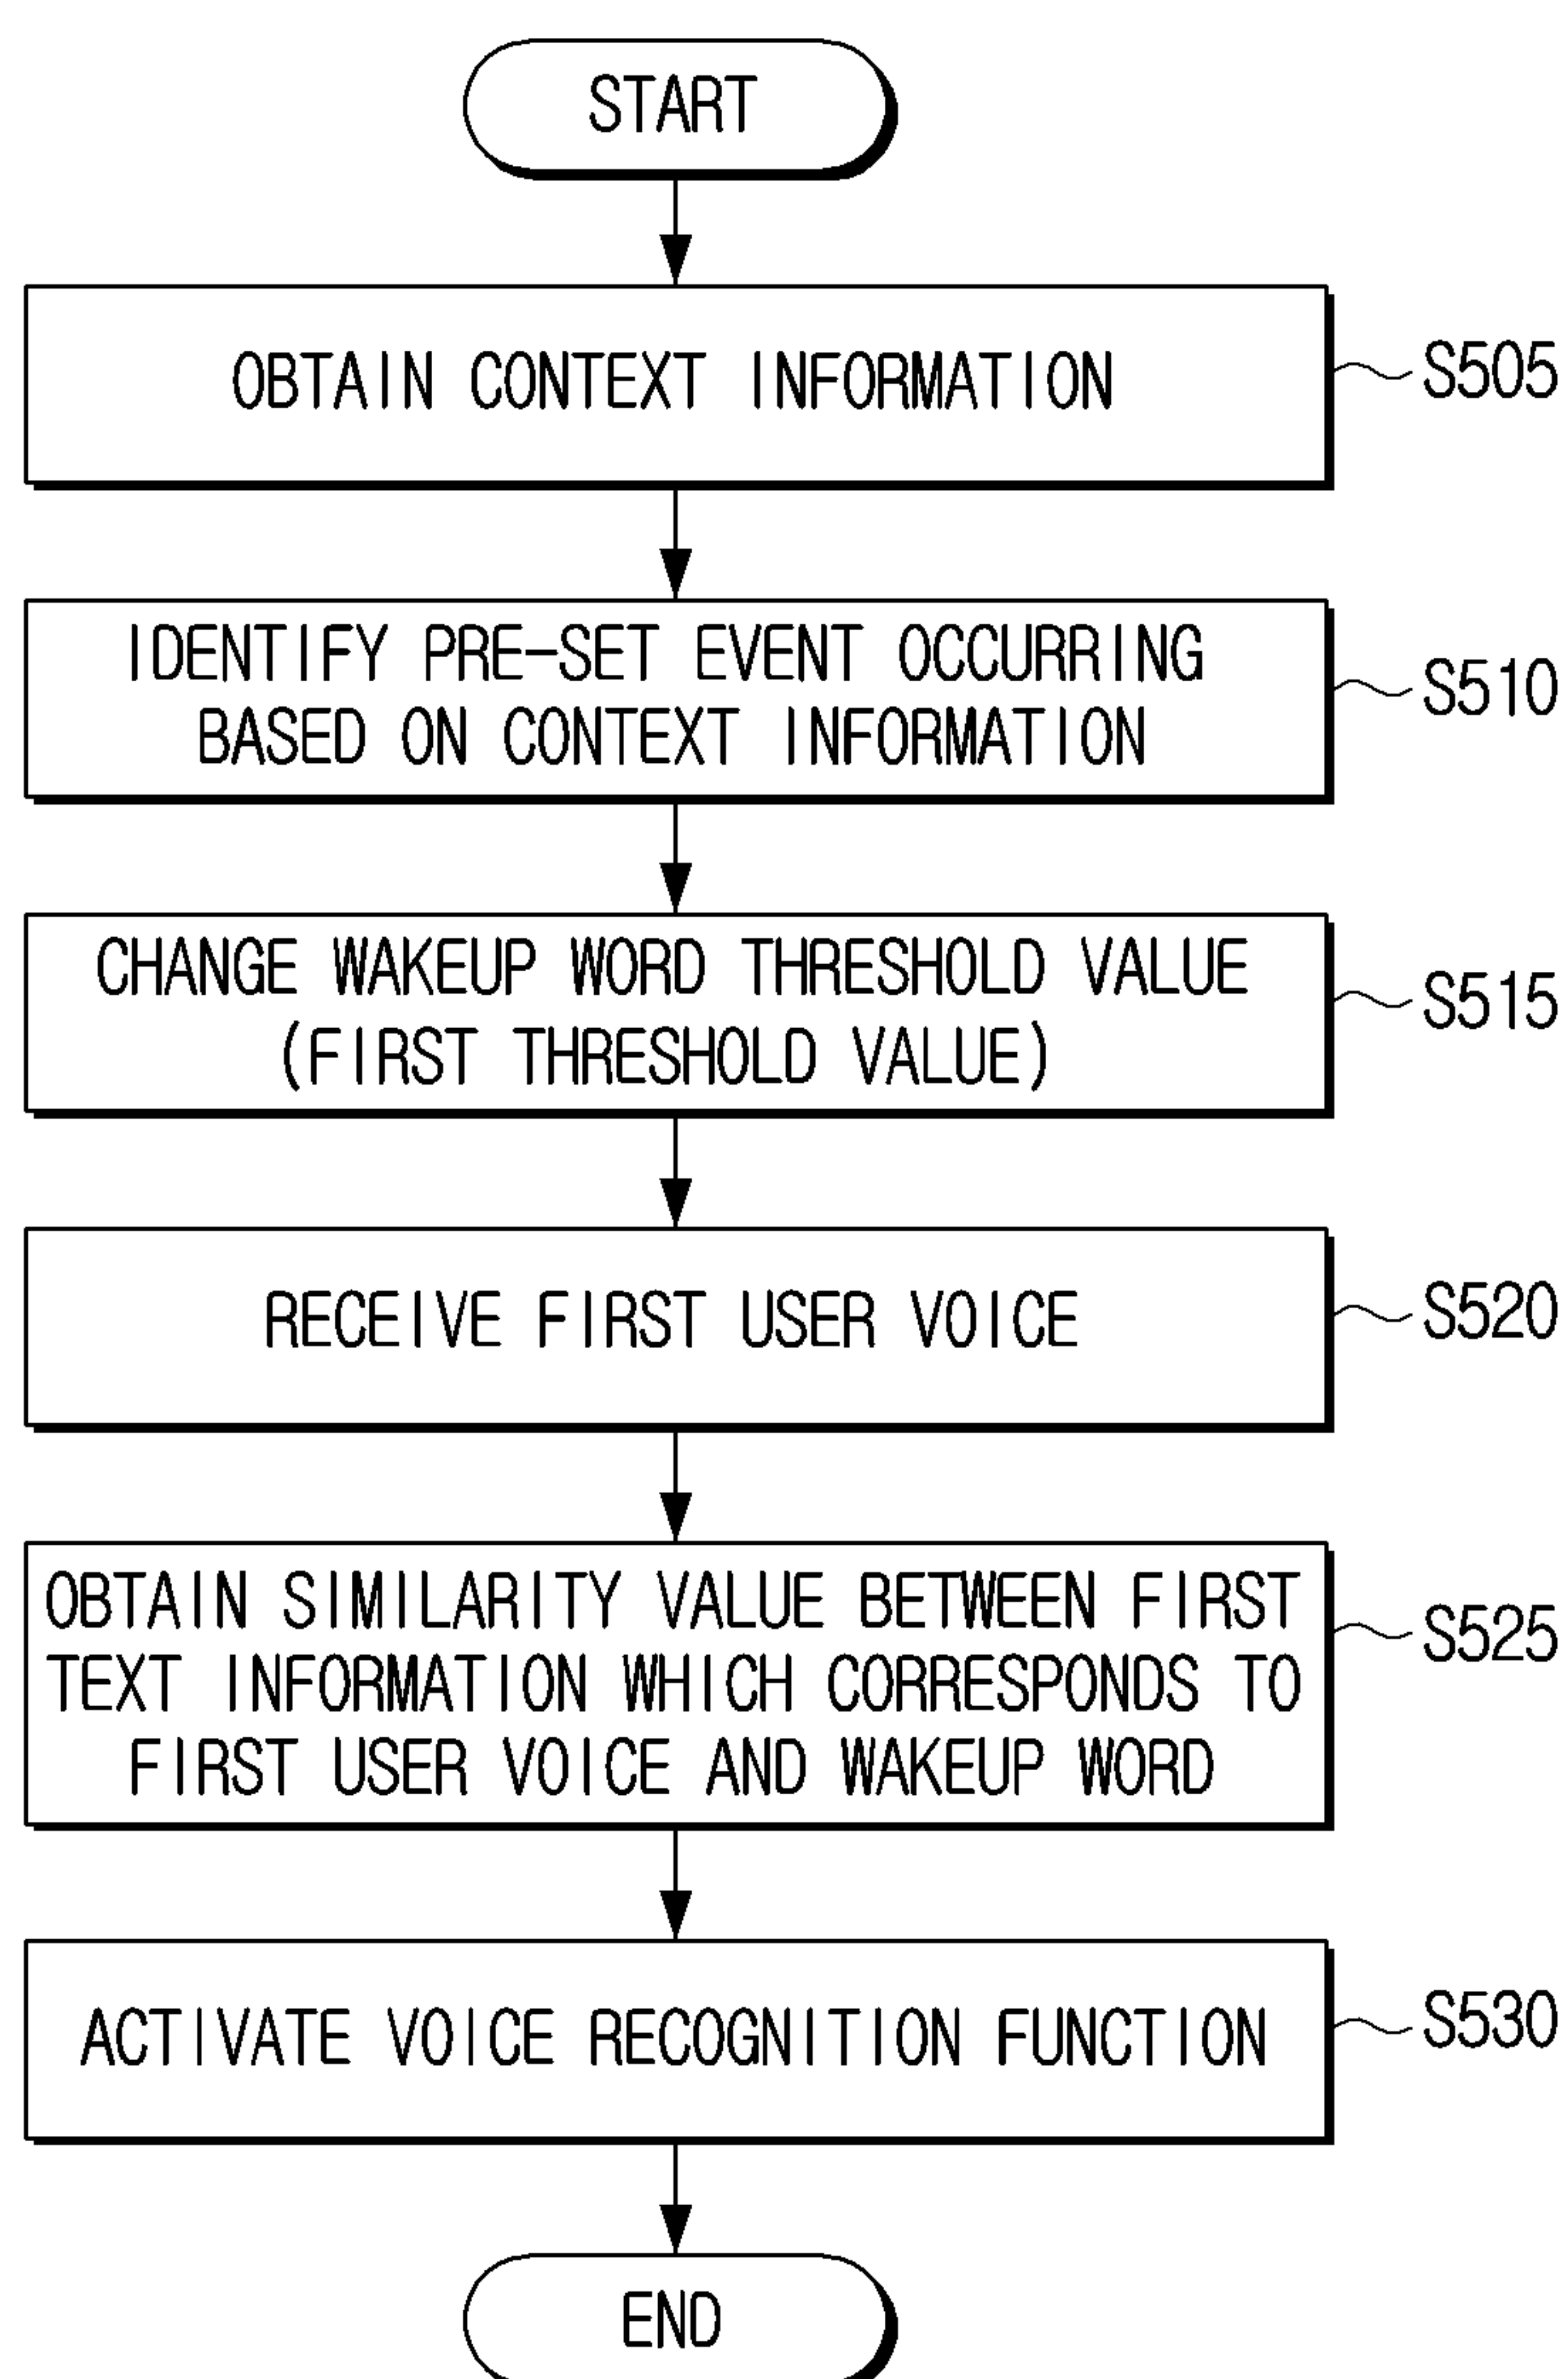 START
OBTAIN CONTEXT INFORMATION
S505
IDENTIFY PRE-SET EVENT OCCURRING
BASED ON CONTEXT INFORMATION
S510
CHANGE WAKEUP WORD THRESHOLD VALUE
(FIRST THRESHOLD VALUE)
S515
RECEIVE FIRST USER VOICE
S520
OBTAIN SIMILARITY VALUE BETWEEN FIRST
TEXT INFORMATION WHICH CORRESPONDS TO
FIRST USER VOICE AND WAKEUP WORD
S525
ACTIVATE VOICE RECOGNITION FUNCTION
S530
END